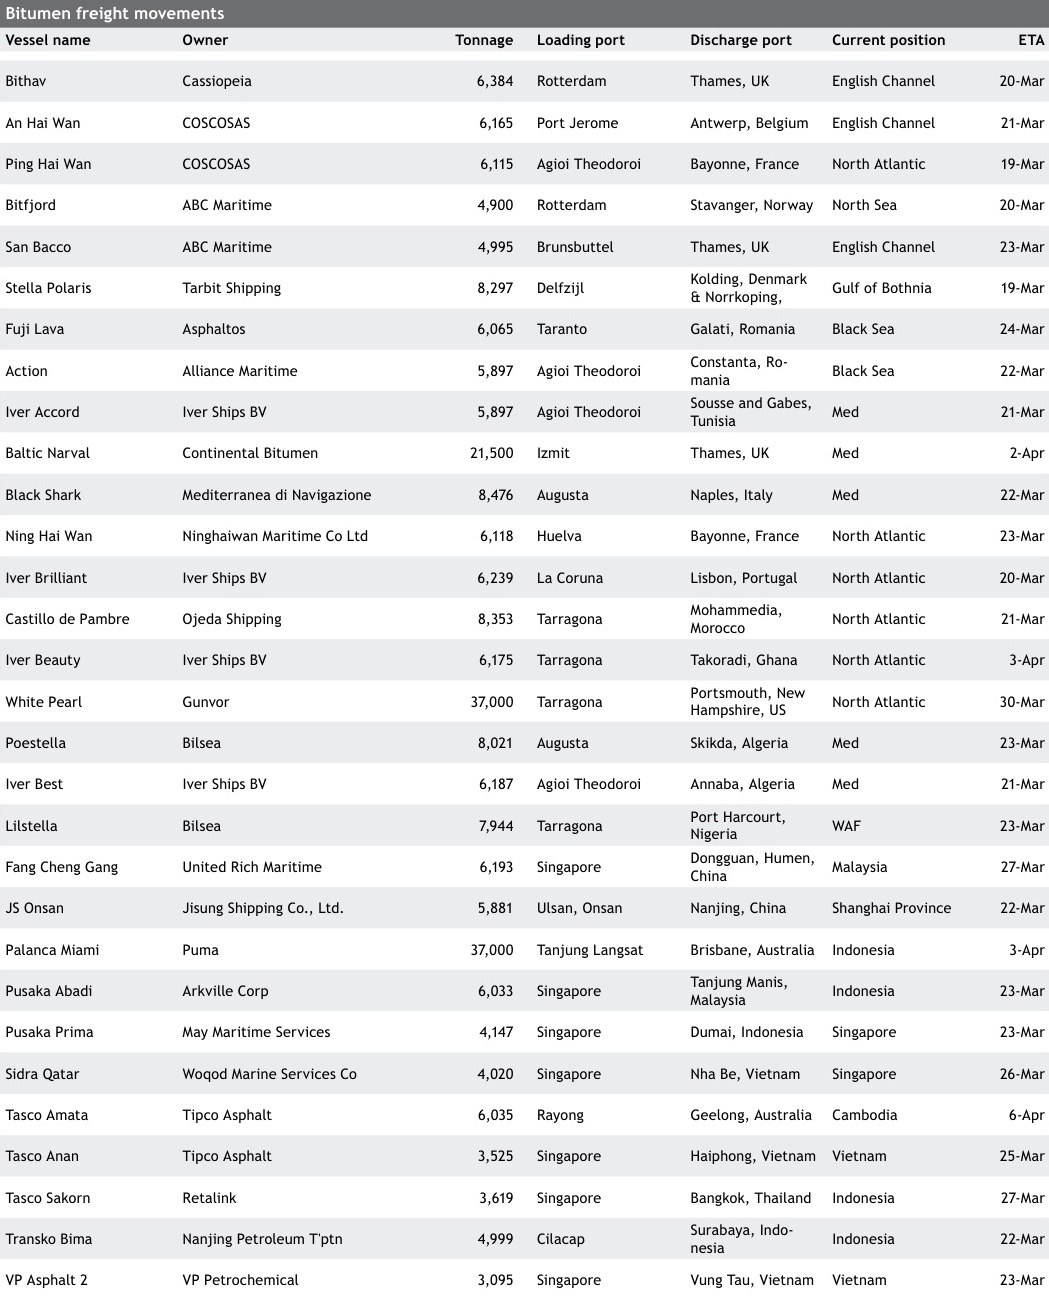 Bitumen freight movements
Vessel name Owner Tonnage Loading port Discharge port Current position ETA
Bithav Cassiopeia 6,384 Rotterdam Thames, UK English Channel 20-Mar
An Hai Wan COSCOSAS 6,165 Port Jerome Antwerp, Belgium English Channel 21-Mar
Ping Hai Wan COSCOSAS 6,115 Agioi Theodoroi Bayonne, France North Atlantic 19-Mar
Bitfjord ABC Maritime 4,900 Rotterdam Stavanger, Norway North Sea 20-Mar
San Bacco ABC Maritime 4,995 Brunsbuttel Thames, UK English Channel 23-Mar
Stella Polaris Tarbit Shipping 8,297 Delfzijl Kolding, Denmark
& Norrkoping, Gulf of Bothnia 19-Mar
Fuji Lava Asphaltos 6,065 Taranto Galati, Romania Black Sea 24-Mar
Action Alliance Maritime 5,897 Agioi Theodoroi Constanta, Ro-
mania Black Sea 22-Mar
Iver Accord Iver Ships BV 5,897 Agioi Theodoroi Sousse and Gabes,
Tunisia Med 21-Mar
Baltic Narval Continental Bitumen 21,500 Izmit Thames, UK Med 2-Apr
Black Shark Mediterranea di Navigazione 8,476 Augusta Naples, Italy Med 22-Mar
Ning Hai Wan Ninghaiwan Maritime Co Ltd 6,118 Huelva Bayonne, France North Atlantic 23-Mar
Iver Brilliant Iver Ships BV 6,239 La Coruna Lisbon, Portugal North Atlantic 20-Mar
Castillo de Pambre Ojeda Shipping 8,353 Tarragona Mohammedia,
Morocco North Atlantic 21-Mar
Iver Beauty Iver Ships BV 6,175 Tarragona Takoradi, Ghana North Atlantic 3-Apr
White Pearl Gunvor 37,000 Tarragona Portsmouth, New
Hampshire, US North Atlantic 30-Mar
Poestella Bilsea 8,021 Augusta Skikda, Algeria Med 23-Mar
Iver Best Iver Ships BV 6,187 Agioi Theodoroi Annaba, Algeria Med 21-Mar
Lilstella Bilsea 7,944 Tarragona Port Harcourt,
Nigeria WAF 23-Mar
Fang Cheng Gang United Rich Maritime 6,193 Singapore Dongguan, Humen,
China Malaysia 27-Mar
JS Onsan Jisung Shipping Co., Ltd. 5,881 Ulsan, Onsan Nanjing, China Shanghai Province 22-Mar
Palanca Miami Puma 37,000 Tanjung Langsat Brisbane, Australia Indonesia 3-Apr
Pusaka Abadi Arkville Corp 6,033 Singapore Tanjung Manis,
Malaysia Indonesia 23-Mar
Pusaka Prima May Maritime Services 4,147 Singapore Dumai, Indonesia Singapore 23-Mar
Sidra Qatar Woqod Marine Services Co 4,020 Singapore Nha Be, Vietnam Singapore 26-Mar
Tasco Amata Tipco Asphalt 6,035 Rayong Geelong, Australia Cambodia 6-Apr
Tasco Anan Tipco Asphalt 3,525 Singapore Haiphong, Vietnam Vietnam 25-Mar
Tasco Sakorn Retalink 3,619 Singapore Bangkok, Thailand Indonesia 27-Mar
Transko Bima Nanjing Petroleum T'ptn 4,999 Cilacap Surabaya, Indo-
nesia Indonesia 22-Mar
VP Asphalt 2 VP Petrochemical 3,095 Singapore Vung Tau, Vietnam Vietnam 23-Mar